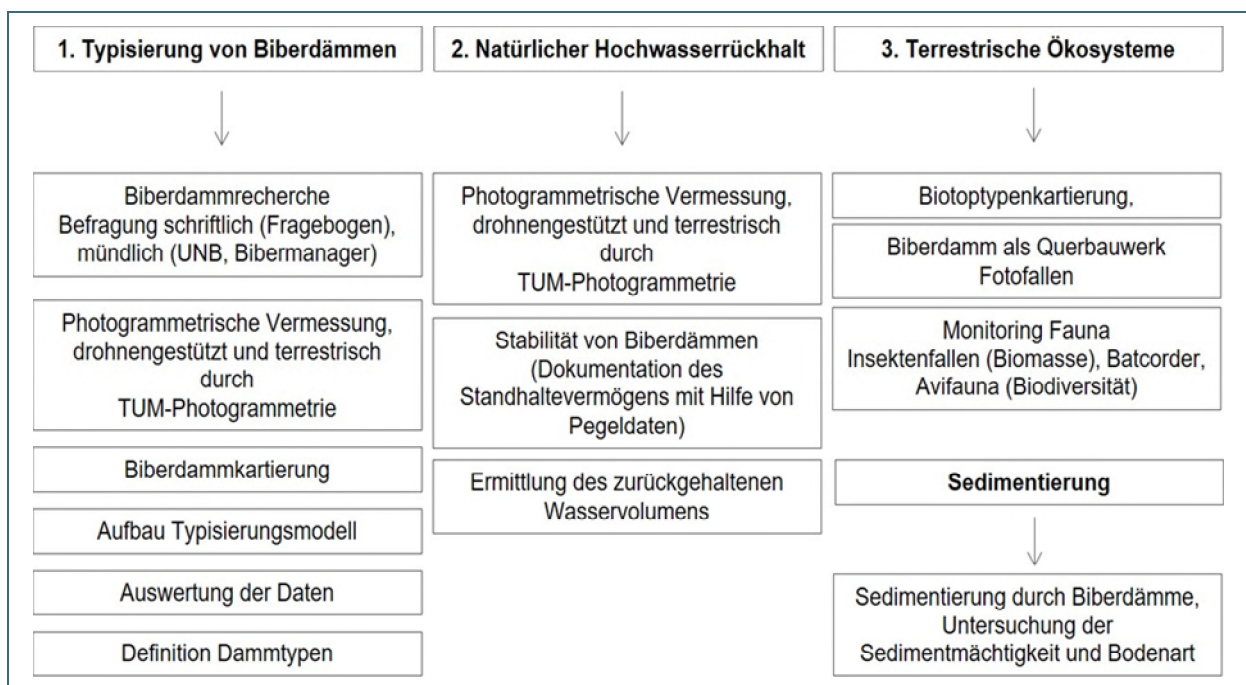 1. Typisierung von Biberdämmen
Biberdammrecherche
Befragung schriftlich (Fragebogen),
mündlich (UNB, Bibermanager)
Photogrammetrische Vermessung,
drohnengestützt und terrestrisch
durch
TUM-Photogrammetrie
Biberdammkartierung
Aufbau Typisierungsmodell
Auswertung der Daten
Definition Dammtypen
2. Natürlicher Hochwasserrückhalt
Photogrammetrische Vermessung,
drohnengestützt und terrestrisch
durch
TUM-Photogrammetrie
Stabilität von Biberdämmen
(Dokumentation des
Standhaltevermögens mit Hilfe von
Pegeldaten)
Ermittlung des zurückgehaltenen
Wasservolumens
3. Terrestrische Ökosysteme
Biotoptypenkartierung,
Biberdamm als Querbauwerk
Fotofallen
Monitoring Fauna
Insektenfallen (Biomasse), Batcorder,
Avifauna (Biodiversität)
Sedimentierung
Sedimentierung durch Biberdämme,
Untersuchung der
Sedimentmächtigkeit und Bodenart